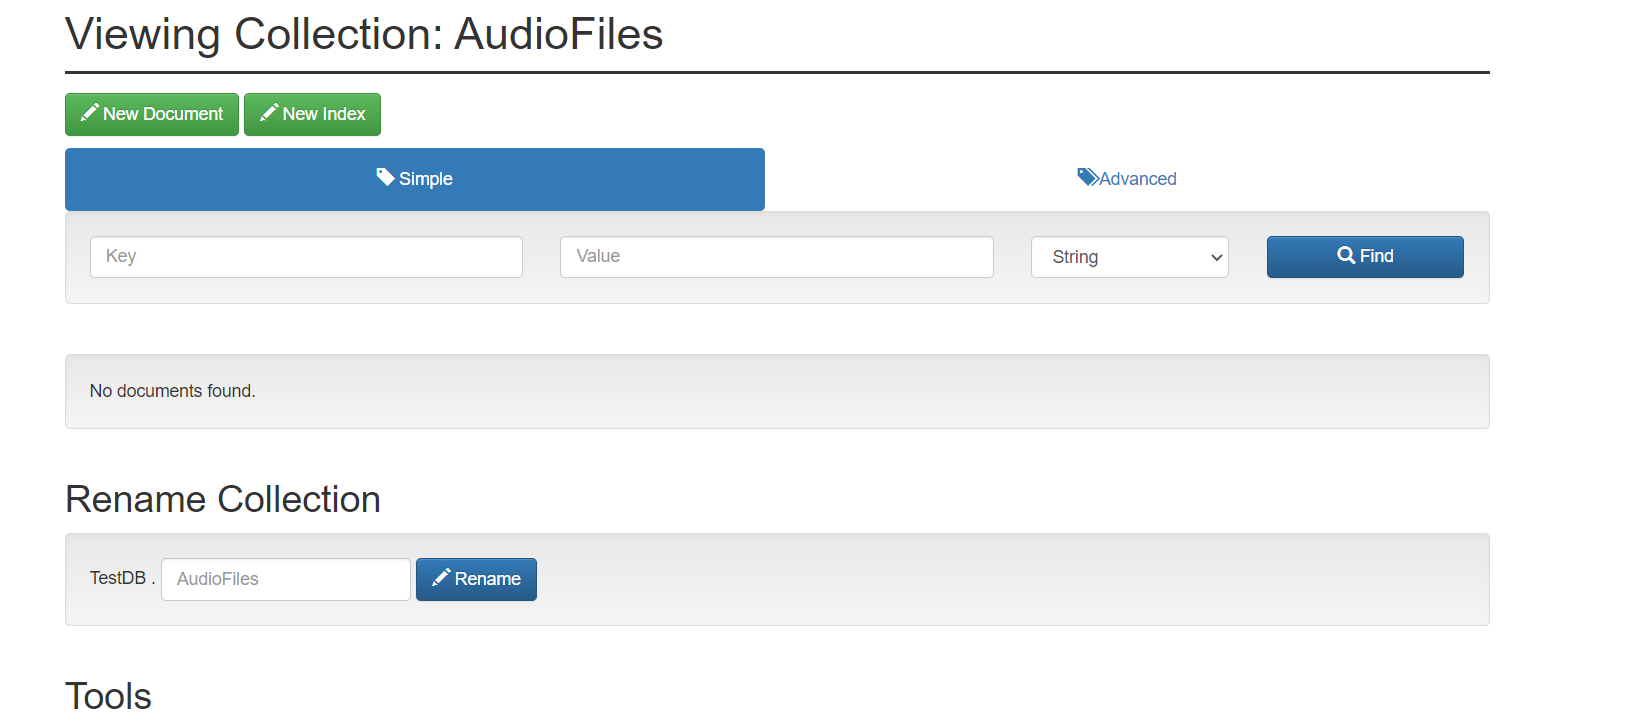 Viewing Collection: AudioFiles
New Document New Index
Simple Advanced
Key Value String Find
No documents found.
Rename Collection
TestDB . AudioFiles Rename
Tools